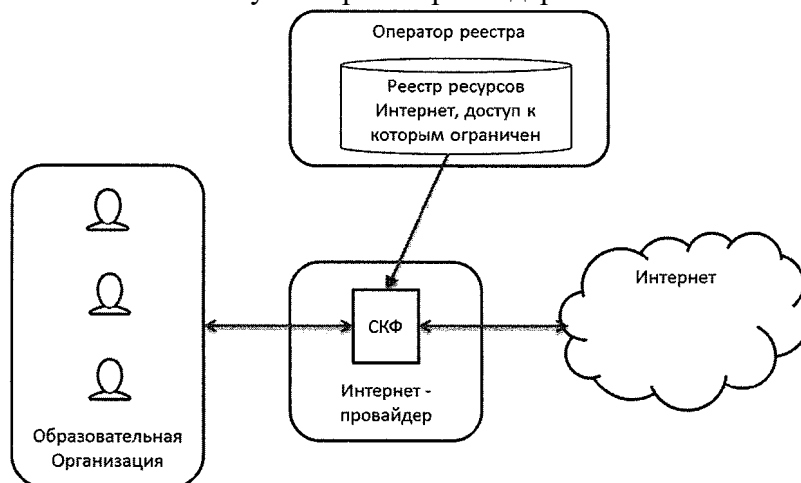 Оператор реестра
Реестр ресурсов
Интернет, доступ к
которым ограничен
Интернет
СКФ
Интернет -
провайдер
Образовательная
Организация